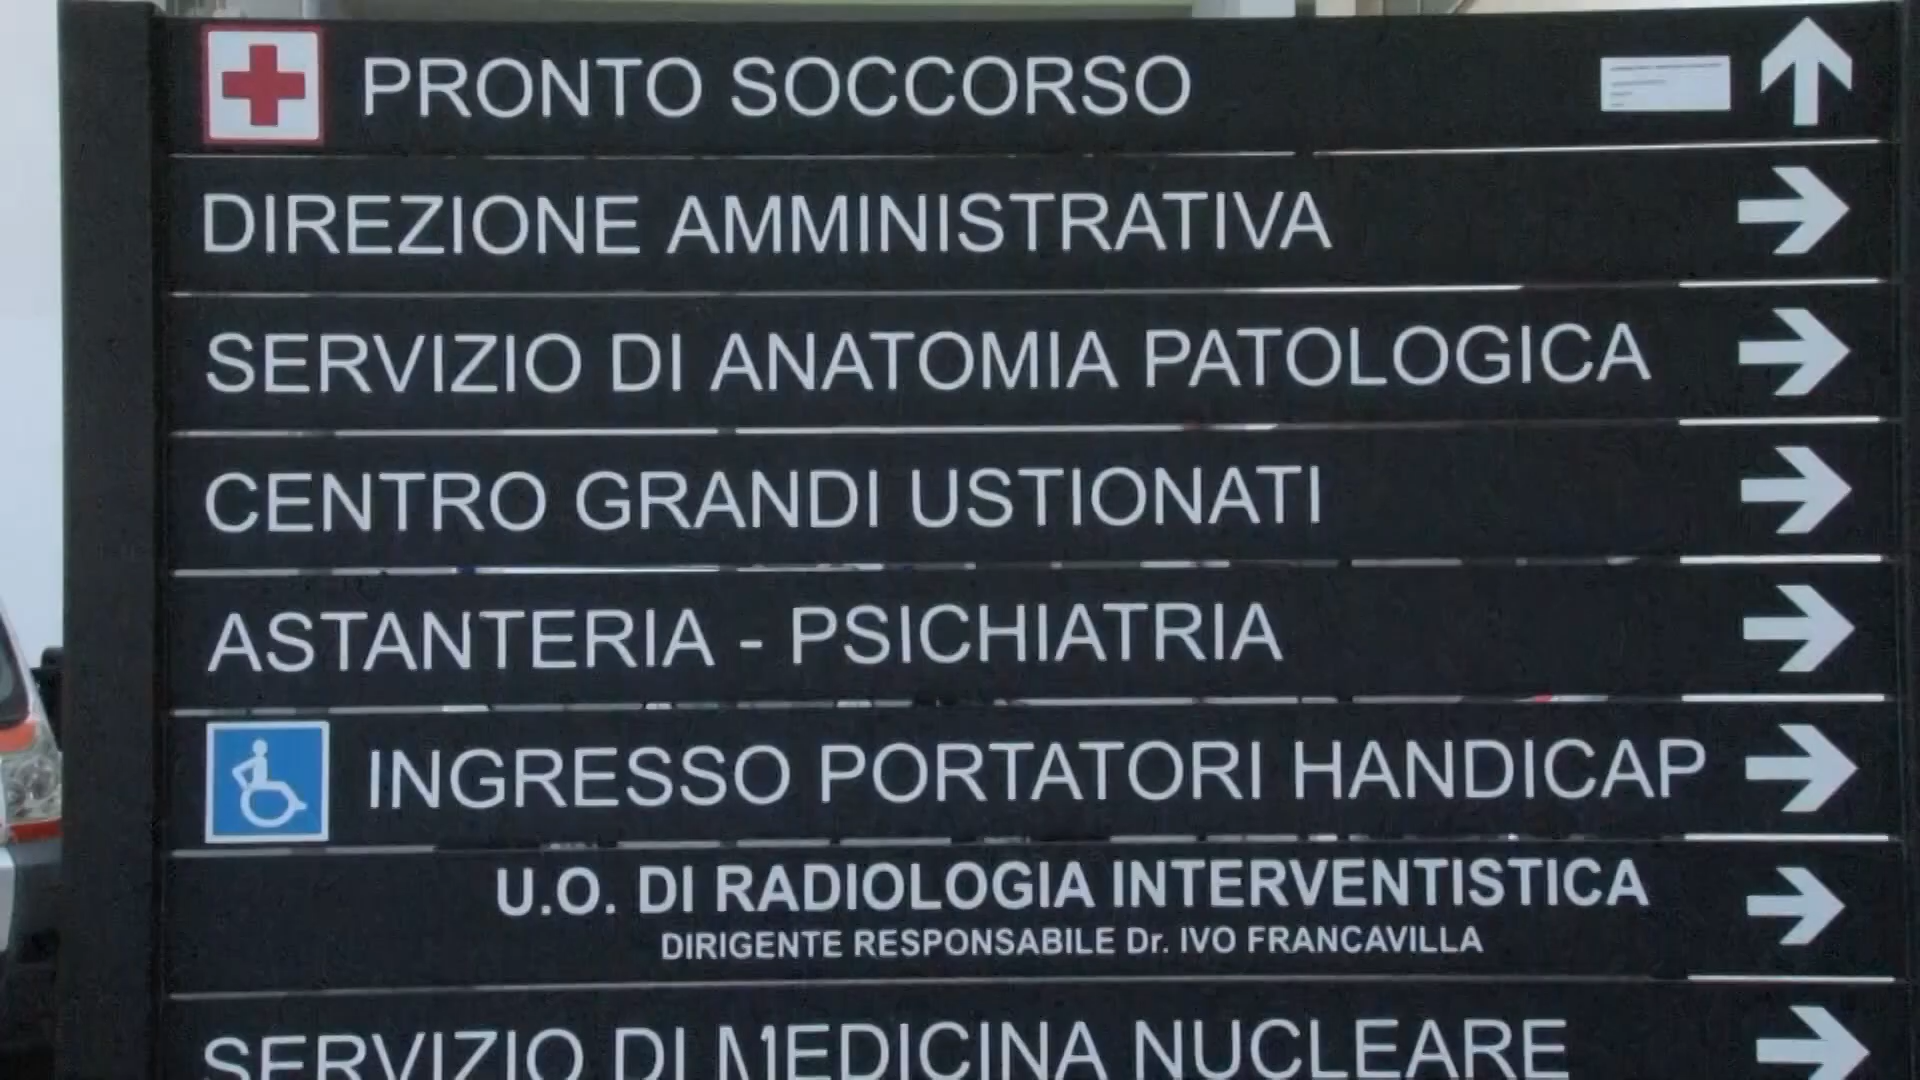 PRONTO SOCCORSO
DIREZIONE AMMINISTRATIVA
SERVIZIO DI ANATOMIA PATOLOGICA
CENTRO GRANDI USTIONATI
ASTANTERIA - PSICHIATRIA
INGRESSO PORTATORI HANDICAP
U.O. DI RADIOLOGIA INTERVENTISTICA
DIRIGENTE RESPONSABILE Dr. IVO FRANCAVILLA
SERVIZIO DI MEDICINA NUCLEARE